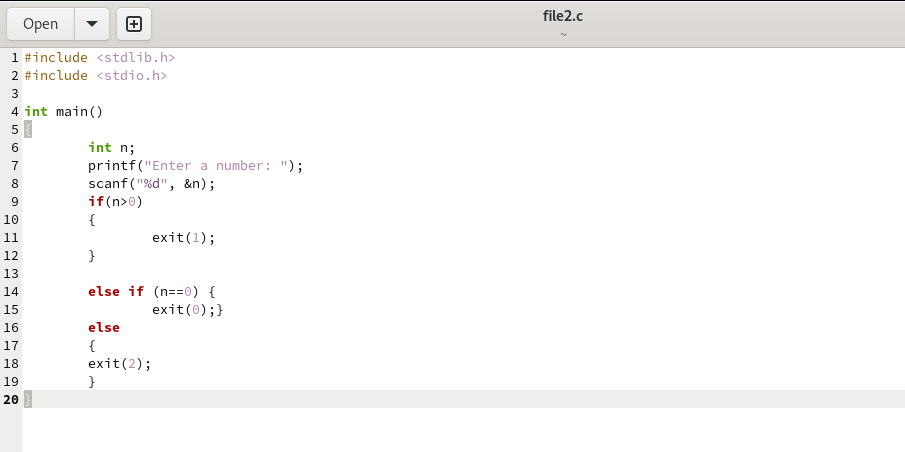 Open
file2.c
~
1 #include <stdlib.h>
2 #include <stdio.h>
3
4 int main()
5 {
6         int n;
7         printf("Enter a number: ");
8         scanf("%d", &n);
9         if(n>0)
10         {
11                 exit(1);
12         }
13
14         else if (n==0) {
15                 exit(0);}
16         else
17         {
18         exit(2);
19         }
20 }